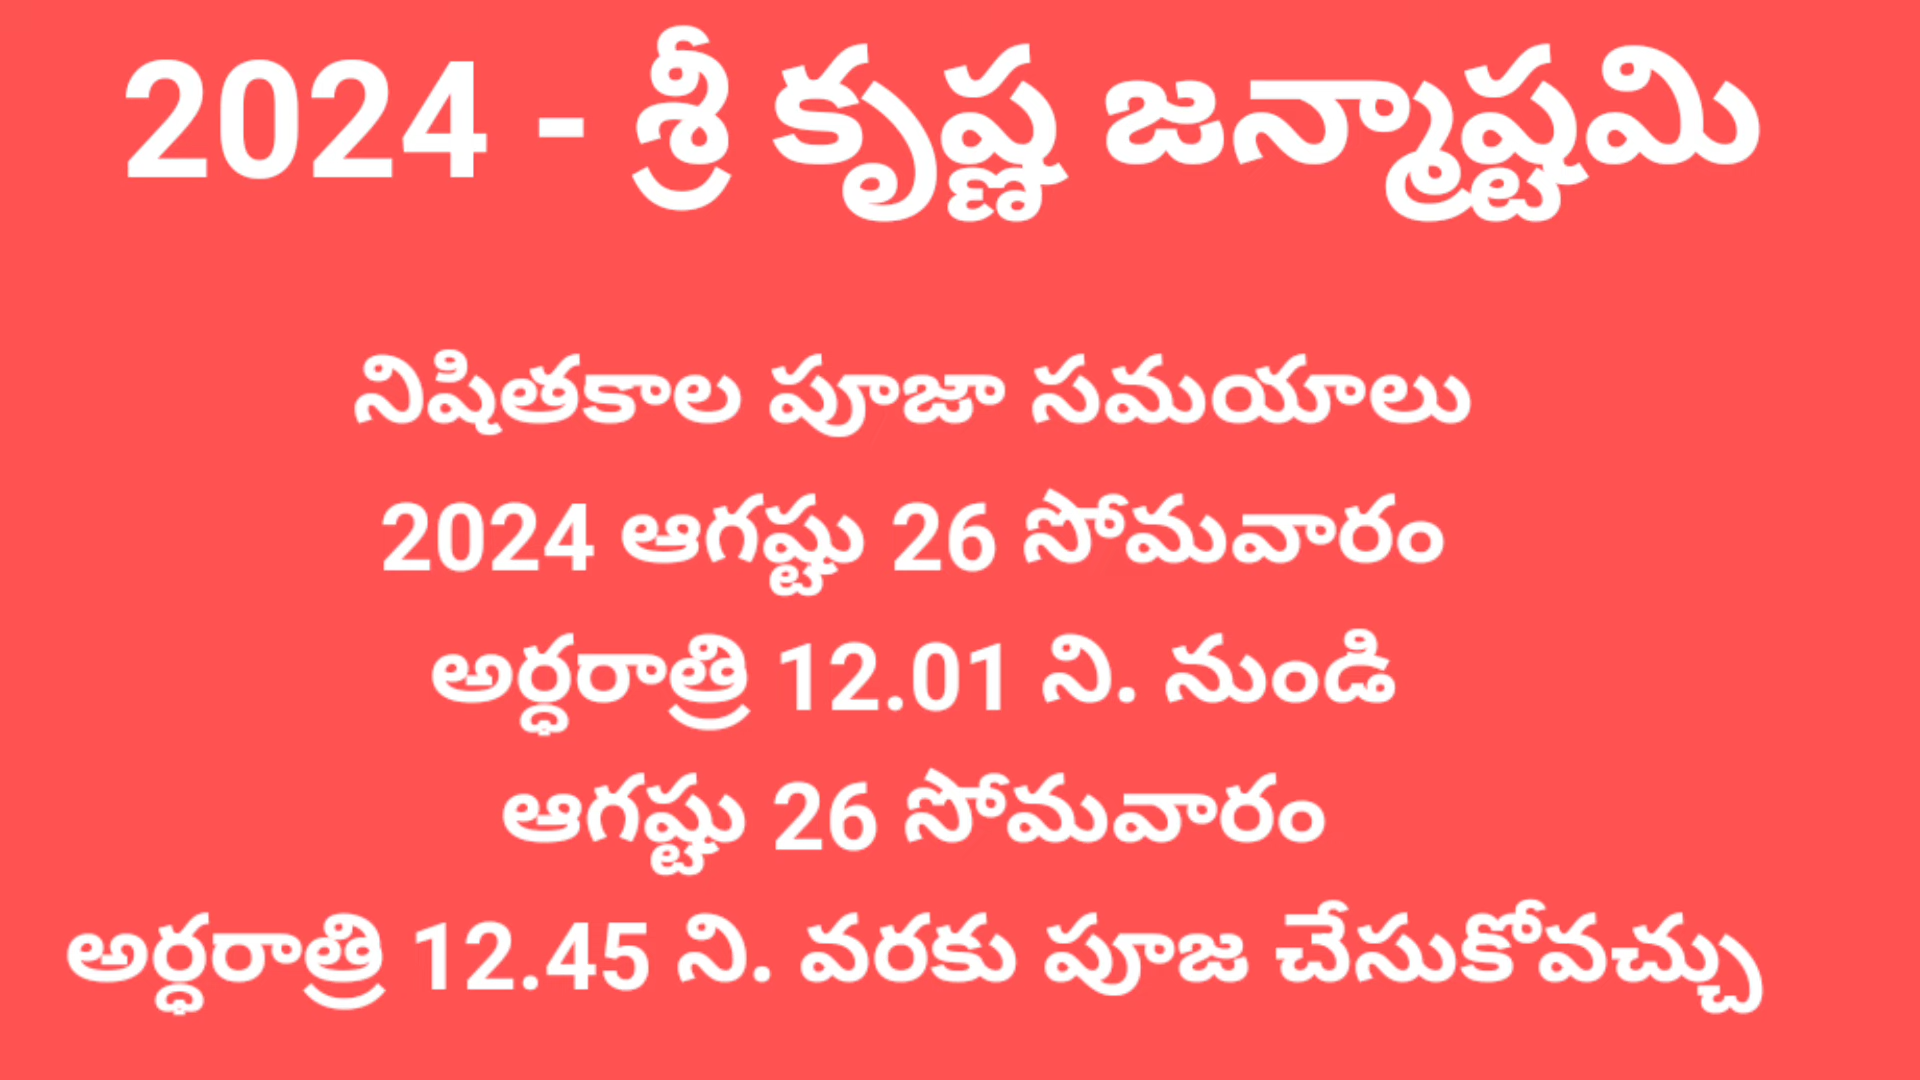 2024 - శ్రీ కృష్ణ జన్మాష్టమి
నిషితకాల పూజా సమయాలు
2024 ఆగష్టు 26 సోమవారం
అర్ధరాత్రి 12.01 ని. నుండి
ఆగష్టు 26 సోమవారం
అర్ధరాత్రి 12.45 ని. వరకు పూజ చేసుకోవచ్చు